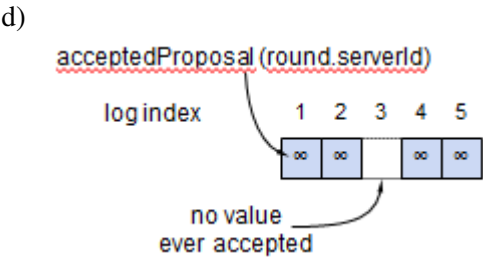 d)
acceptedProposal (round.serverId)
log index 1 2 3 4 5
∞ ∞ ∞ ∞
no value
ever accepted